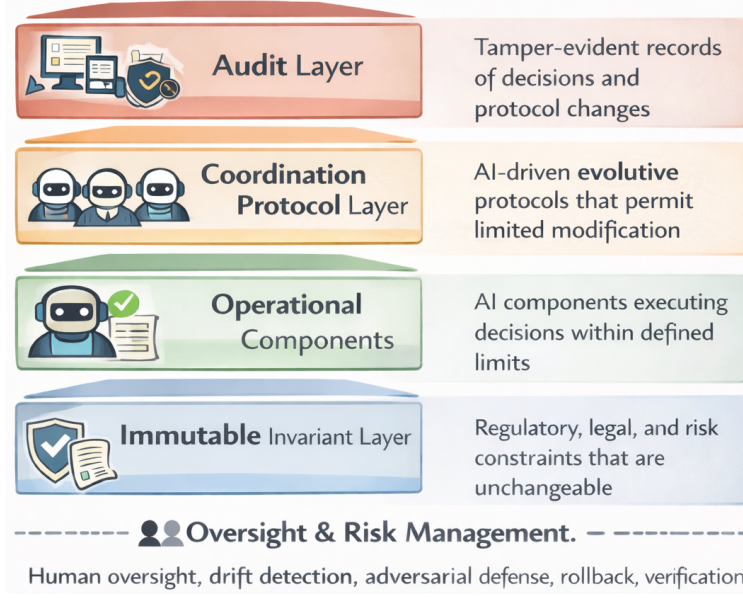 Audit Layer
Tamper-evident records
of decisions and
protocol changes
Coordination
Protocol Layer
AI-driven evolutive
protocols that permit
limited modification
Operational
Components
AI components executing
decisions within defined
limits
Immutable Invariant Layer
Regulatory, legal, and risk
constraints that are
unchangeable
Oversight & Risk Management.
Human oversight, drift detection, adversarial defense, rollback, verification